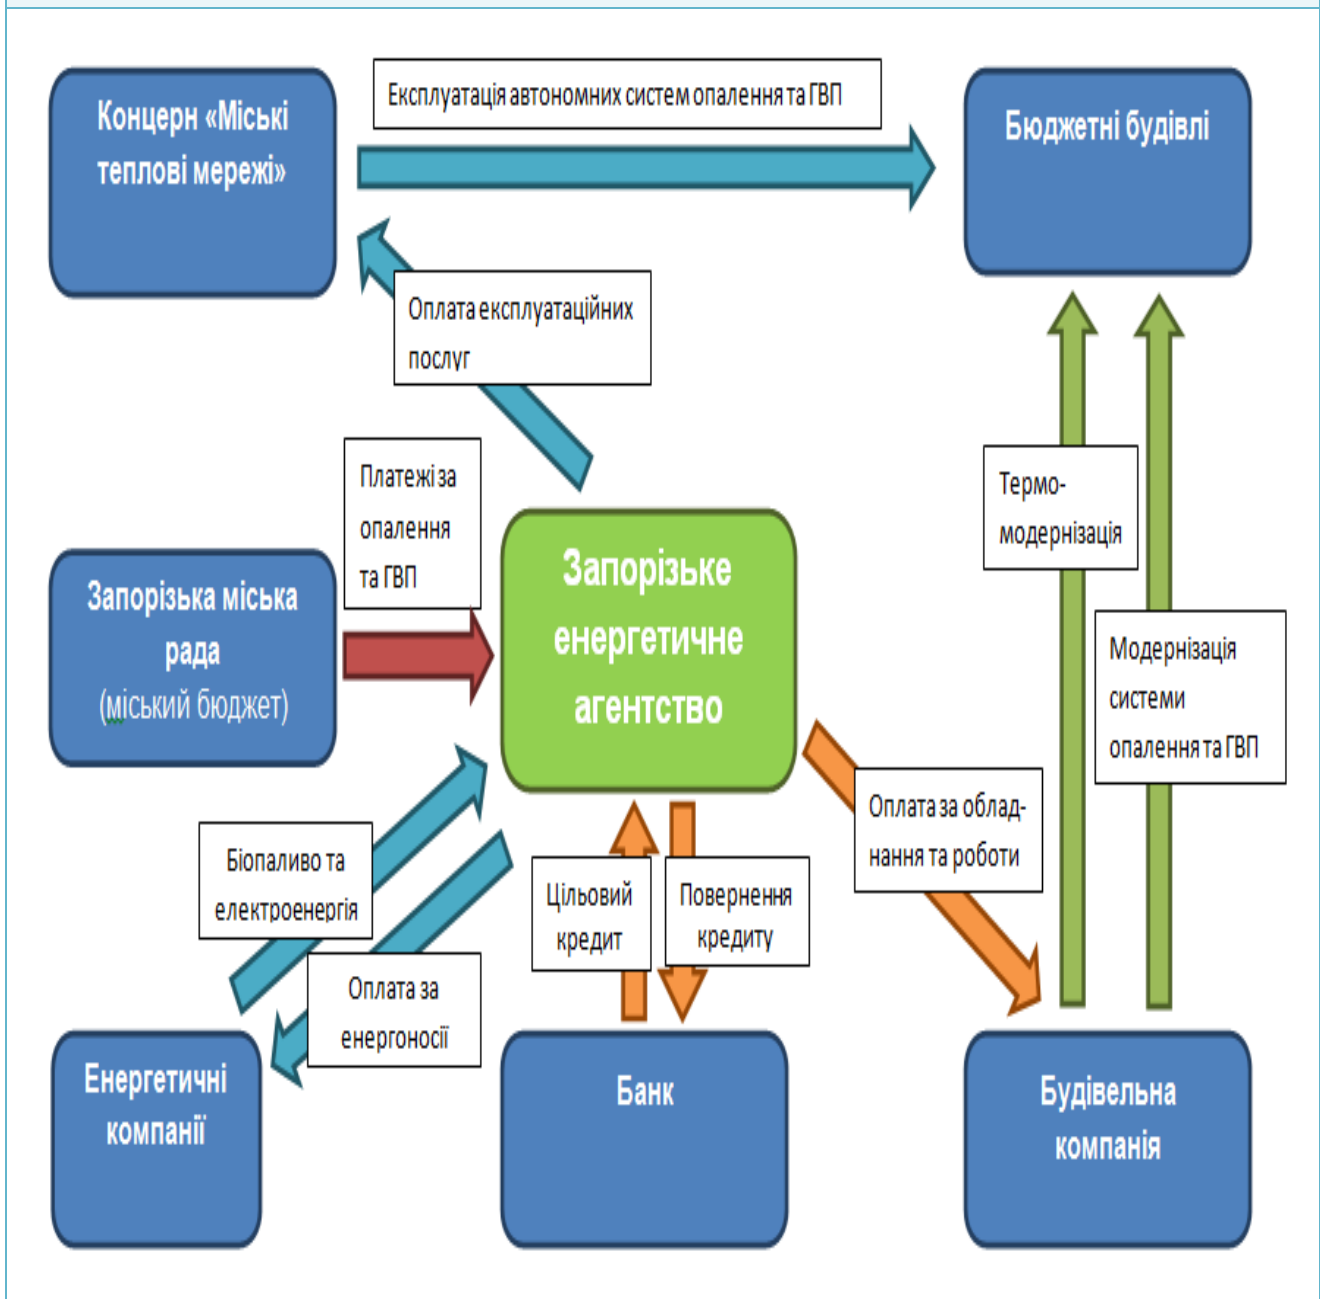 Концерн «Міські
теплові мережі»
Експлуатація автономних систем опалення та ГВП
Бюджетні будівлі
Оплата експлуатаційних
послуг
Платежі за
опалення
та ГВП
Термо-
модернізація
Запорізька міська
рада
(міський бюджет)
Запорізьке
енергетичне
агентство
Модернізація
системи
опалення та ГВП
Біопаливо та
електроенергія
Оплата за
енергоносії
Цільовий
кредит
Повернення
кредиту
Оплата за облад-
нання та роботи
Енергетичні
компанії
Банк
Будівельна
компанія